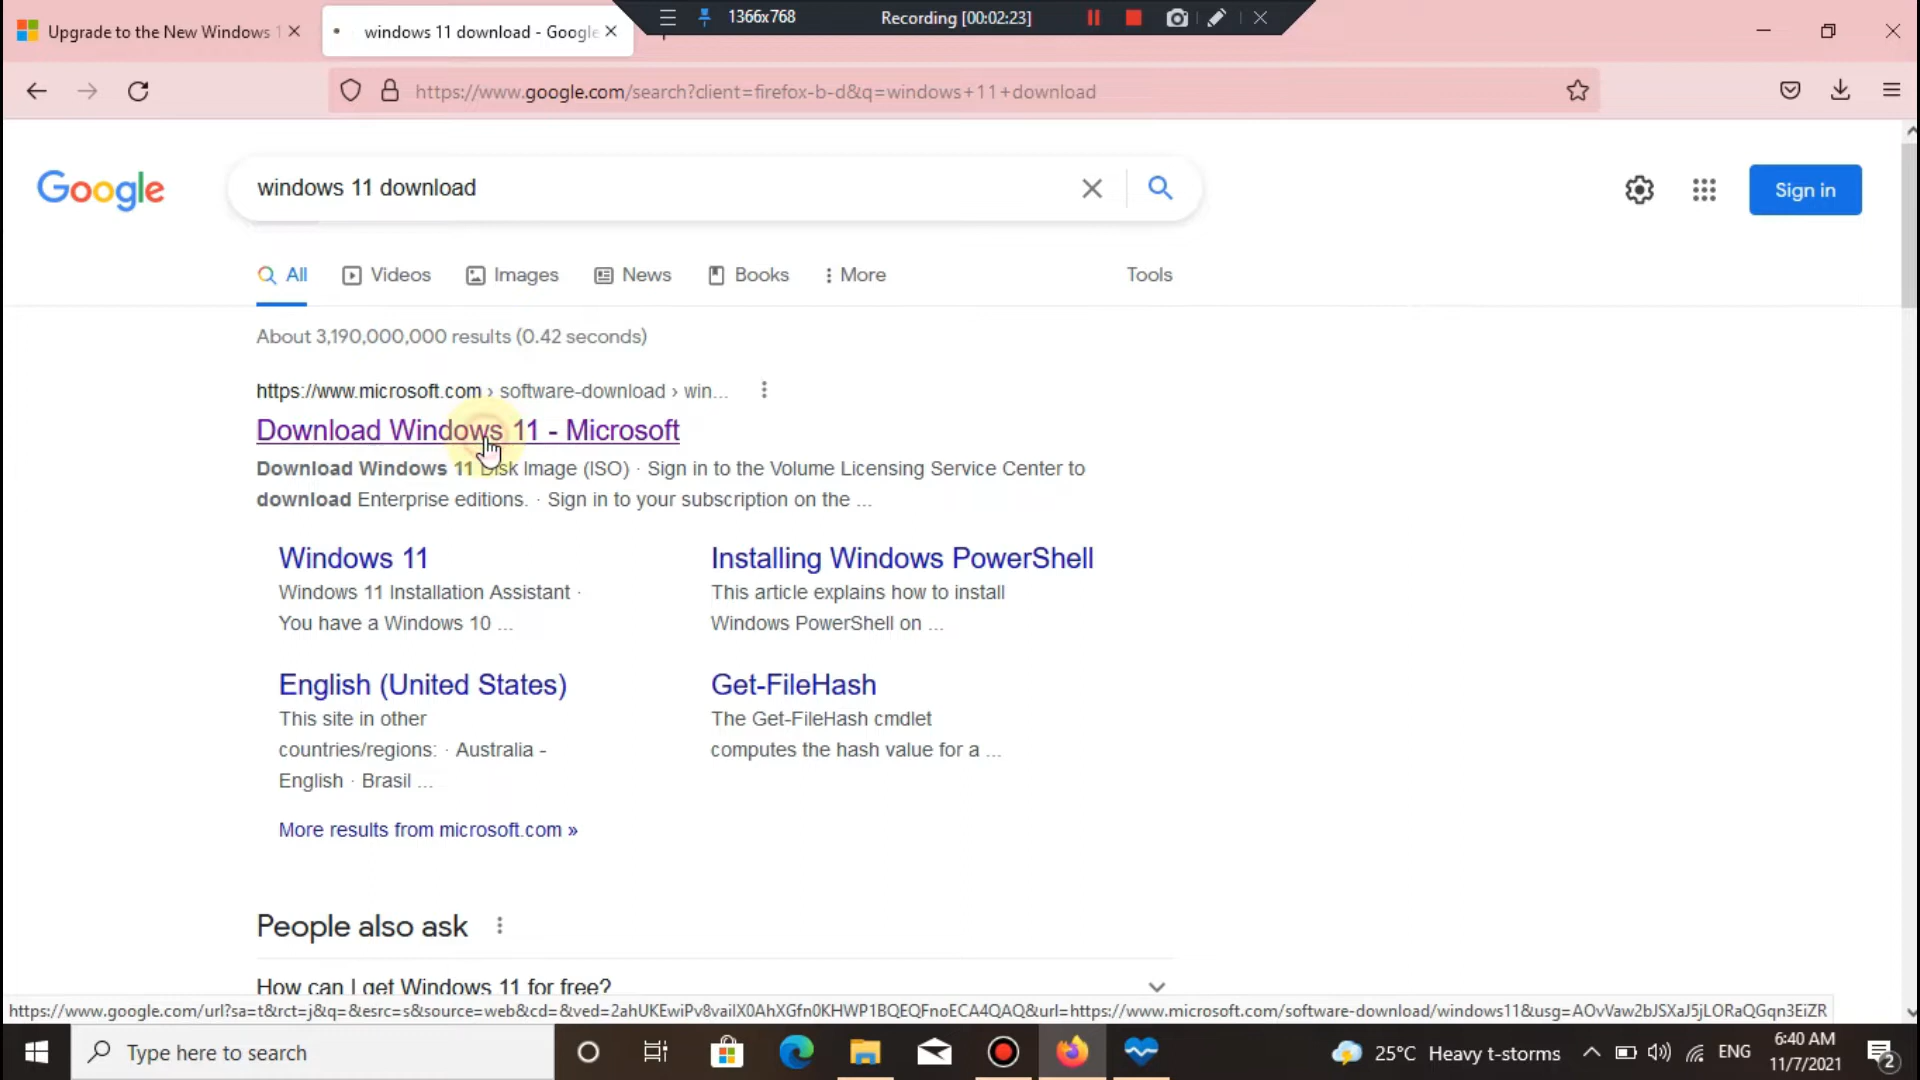 Upgrade to the New Windows 1
windows 11 download - Google
1366x768
Recording [00:02:23]
https://www.google.com/search?client=firefox-b-d&q=windows+11+download
Google
windows 11 download
Sign in
All
Videos
Images
News
Books
More
Tools
About 3,190,000,000 results (0.42 seconds)
https://www.microsoft.com › software-download › win...
Download Windows 11 - Microsoft
Download Windows 11 Disk Image (ISO) · Sign in to the Volume Licensing Service Center to
download Enterprise editions. · Sign in to your subscription on the ...
Windows 11
Windows 11 Installation Assistant ·
You have a Windows 10 ...
Installing Windows PowerShell
This article explains how to install
Windows PowerShell on ...
English (United States)
This site in other
countries/regions: · Australia -
English · Brasil ...
Get-FileHash
The Get-FileHash cmdlet
computes the hash value for a ...
More results from microsoft.com »
People also ask
How can I get Windows 11 for free?
https://www.google.com/url?sa=t&rct=j&q=&esrc=s&source=web&cd=&ved=2ahUKEwiPv8vailX0AhXGfn0KHWP1BQEQFnoECA4QAQ&url=https://www.microsoft.com/software-download/windows11&usg=AOvVaw2bJSXaJ5jLORaQGqn3EiZR
Type here to search
25°C Heavy t-storms
ENG
6:40 AM
11/7/2021
2